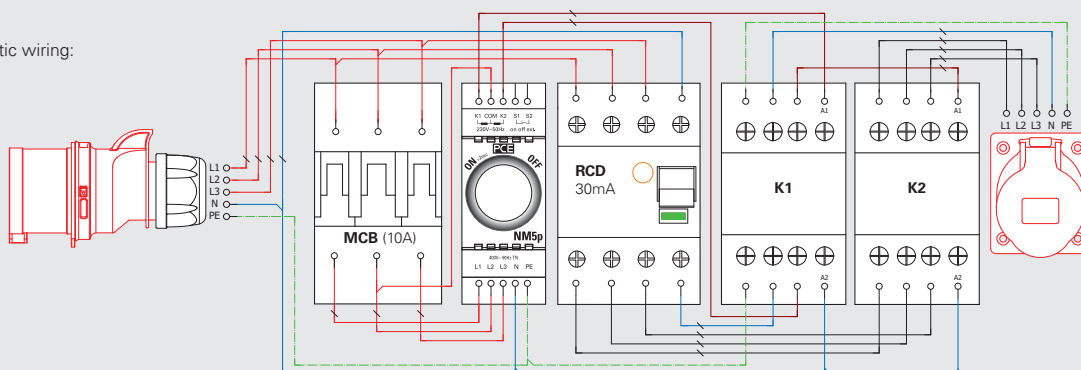 tic wiring:
K1 COM K2 S1 S2
230V~50Hz on off ext.
PCE
ON ~2sec OFF
NM5p
400V~50Hz TN
L1 L2 L3 N PE
MCB (10A)
RCD
30mA
A1
K1
A2
A1
K2
A2
L1
L2
L3
N
PE
L1 L2 L3 N PE